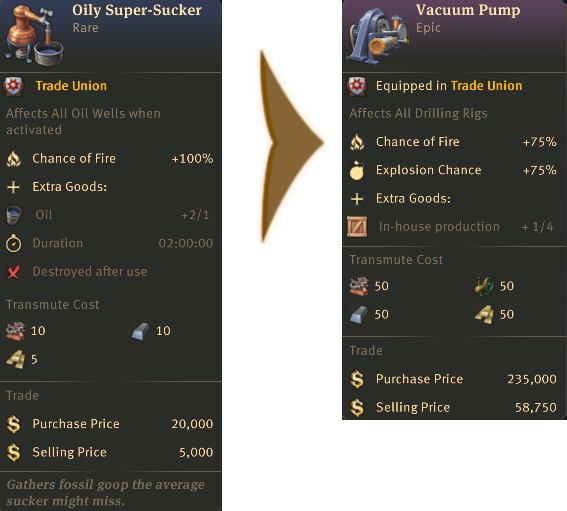 Oily Super-Sucker
Rare
Trade Union
Affects All Oil Wells when
activated
Chance of Fire +100%
Extra Goods:
Oil +2/1
Duration 02:00:00
Destroyed after use
Transmute Cost
10 10
5
Trade
Purchase Price 20,000
Selling Price 5,000
Gathers fossil goop the average
sucker might miss.
Vacuum Pump
Epic
Equipped in Trade Union
Affects All Drilling Rigs
Chance of Fire +75%
Explosion Chance +75%
Extra Goods:
In-house production + 1/4
Transmute Cost
50 50
50 50
Trade
Purchase Price 235,000
Selling Price 58,750